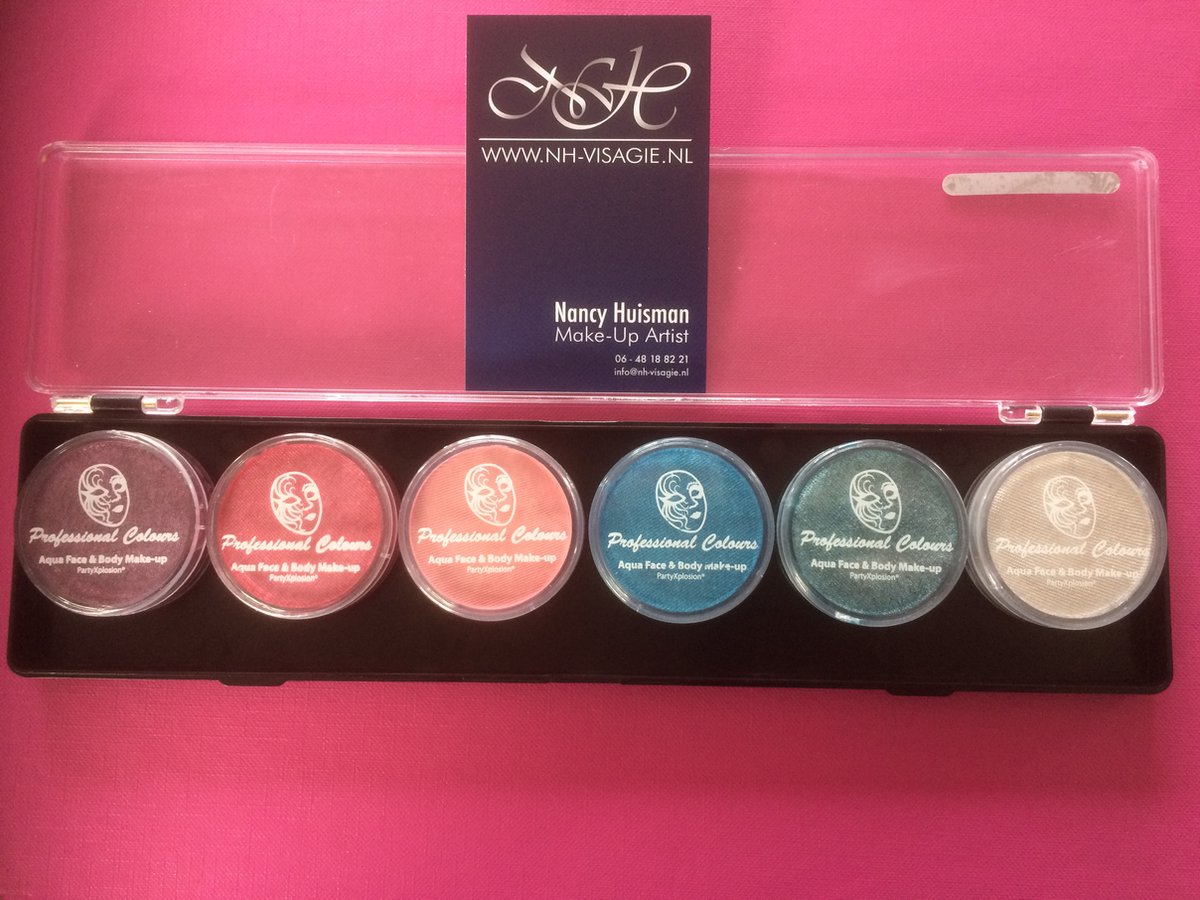 NH
WWW.NH-VISAGIE.NL
Nancy Huisman
Make-Up Artist
06 - 48 18 82 21
info@nh-visagie.nl
Professional Colours
Aqua Face & Body Make-up
PartyXplosion®
Professional Colours
Aqua Face & Body Make-up
PartyXplosion®
Professional Colours
Aqua Face & Body Make-up
PartyXplosion®
Professional Colours
Aqua Face & Body Make-up
PartyXplosion®
Professional Colours
Aqua Face & Body Make-up
PartyXplosion®
Professional Colours
Aqua Face & Body Make-up
PartyXplosion®